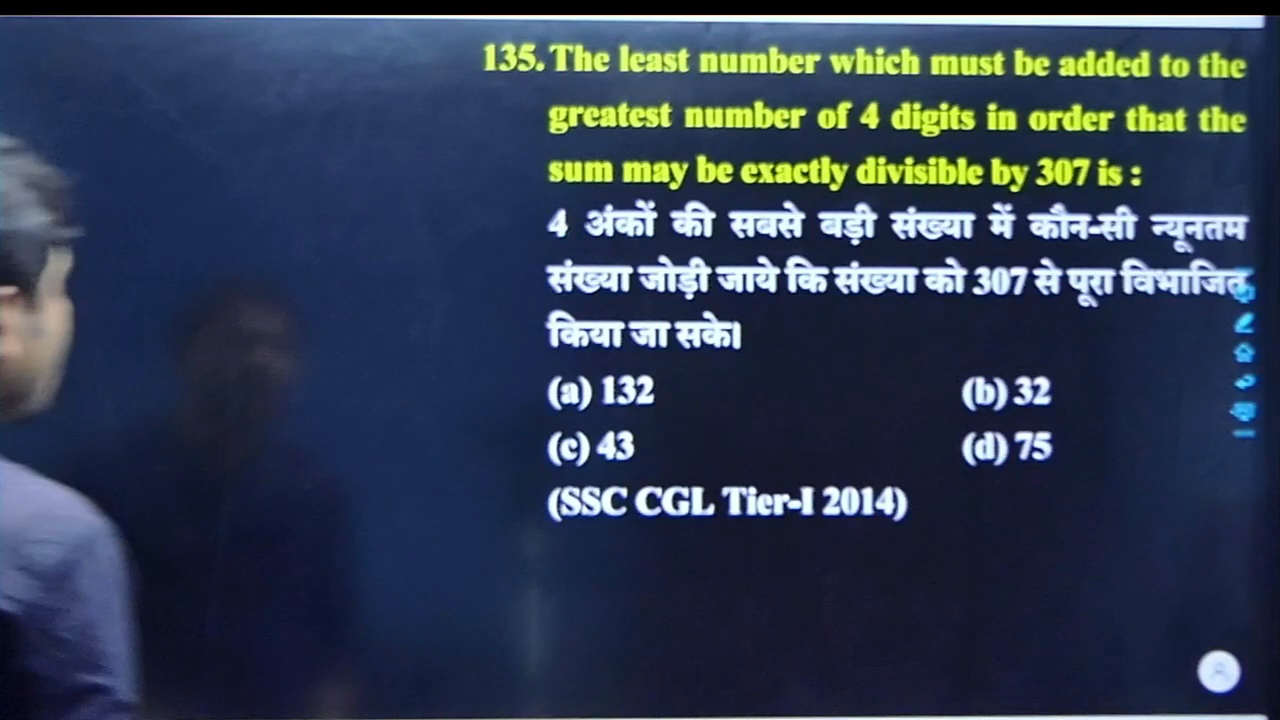 135. The least number which must be added to the
greatest number of 4 digits in order that the
sum may be exactly divisible by 307 is :
4 अंकों की सबसे बड़ी संख्या में कौन-सी न्यूनतम
संख्या जोड़ी जाये कि संख्या को 307 से पूरा विभाजित
किया जा सके।
(a) 132 (b) 32
(c) 43 (d) 75
(SSC CGL Tier-I 2014)